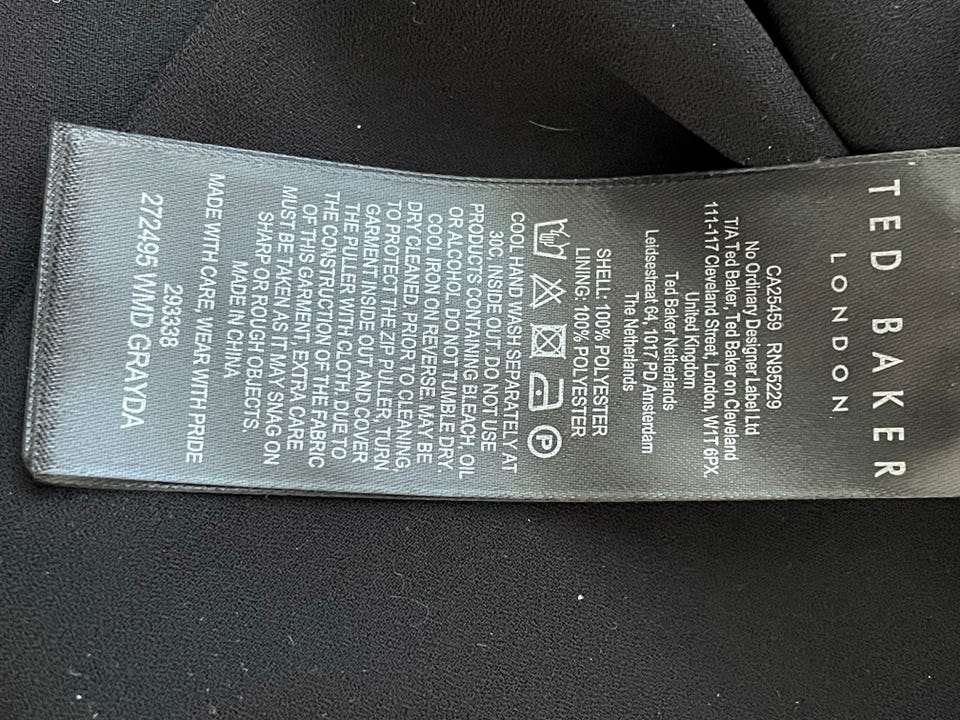 TED BAKER
LONDON
CA25459 RN95229
No Ordinary Designer Label Ltd
T/A Ted Baker, Ted Baker on Cleveland
111-117 Cleveland Street, London, W1T 6PX.
United Kingdom
Ted Baker Netherlands
Leidsestraat 64, 1017 PD Amsterdam
The Netherlands
SHELL: 100% POLYESTER
LINING: 100% POLYESTER
P
COOL HAND WASH SEPARATELY AT
30C, INSIDE OUT. DO NOT USE
PRODUCTS CONTAINING BLEACH, OIL
OR ALCOHOL. DO NOT TUMBLE DRY.
COOL IRON ON REVERSE. MAY BE
DRY CLEANED. PRIOR TO CLEANING,
TO PROTECT THE ZIP PULLER, TURN
GARMENT INSIDE OUT AND COVER
THE PULLER WITH CLOTH. DUE TO
THE CONSTRUCTION OF THE FABRIC
OF THIS GARMENT, EXTRA CARE
MUST BE TAKEN AS IT MAY SNAG ON
SHARP OR ROUGH OBJECTS.
MADE IN CHINA
MADE WITH CARE, WEAR WITH PRIDE
293338
272495 WMD GRAYDA